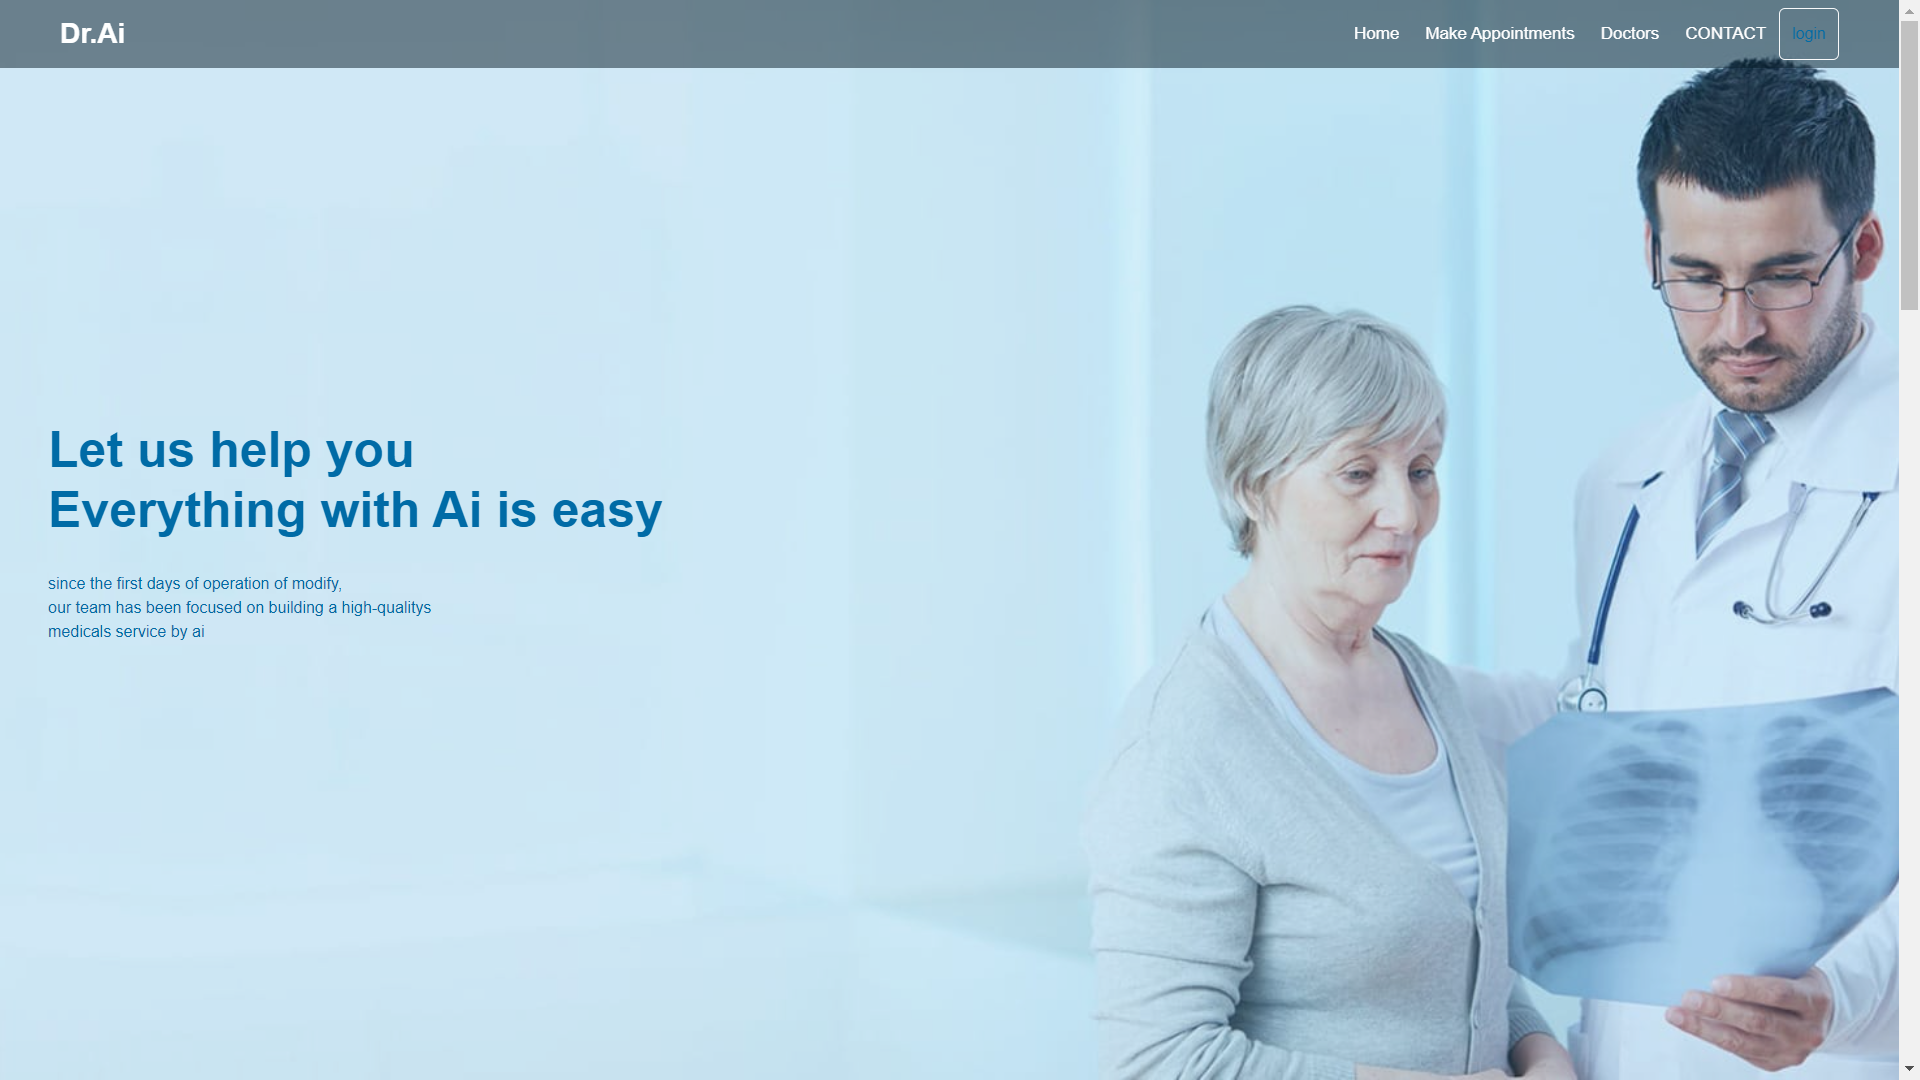 Dr.Ai
Home
Make Appointments
Doctors
CONTACT
login
Let us help you
Everything with Ai is easy
since the first days of operation of modify,
our team has been focused on building a high-qualitys
medicals service by ai